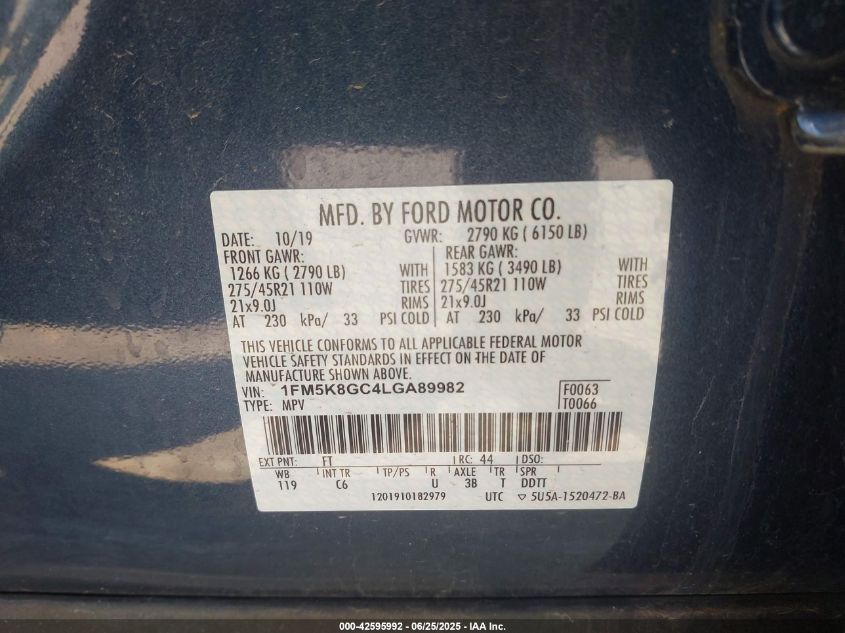 MFD. BY FORD MOTOR CO.
DATE: 10/19 GVWR: 2790 KG ( 6150 LB)
FRONT GAWR: REAR GAWR:
1266 KG ( 2790 LB) WITH 1583 KG ( 3490 LB) WITH
275/45R21 110W TIRES 275/45R21 110W TIRES
21x9.0J RIMS 21x9.0J RIMS
AT 230 kPa/ 33 PSI COLD AT 230 kPa/ 33 PSI COLD
THIS VEHICLE CONFORMS TO ALL APPLICABLE FEDERAL MOTOR
VEHICLE SAFETY STANDARDS IN EFFECT ON THE DATE OF
MANUFACTURE SHOWN ABOVE.
VIN: 1FM5K8GC4LGA89982 F0063
TYPE: MPV T0066
EXT PNT: FT RC: 44 DSO:
WB INT TR TP/PS R AXLE TR SPR
119 C6 U 3B T DDTT
1201910182979 UTC ▽ 5U5A-1520472-BA
000-42595992 - 06/25/2025 - IAA Inc.